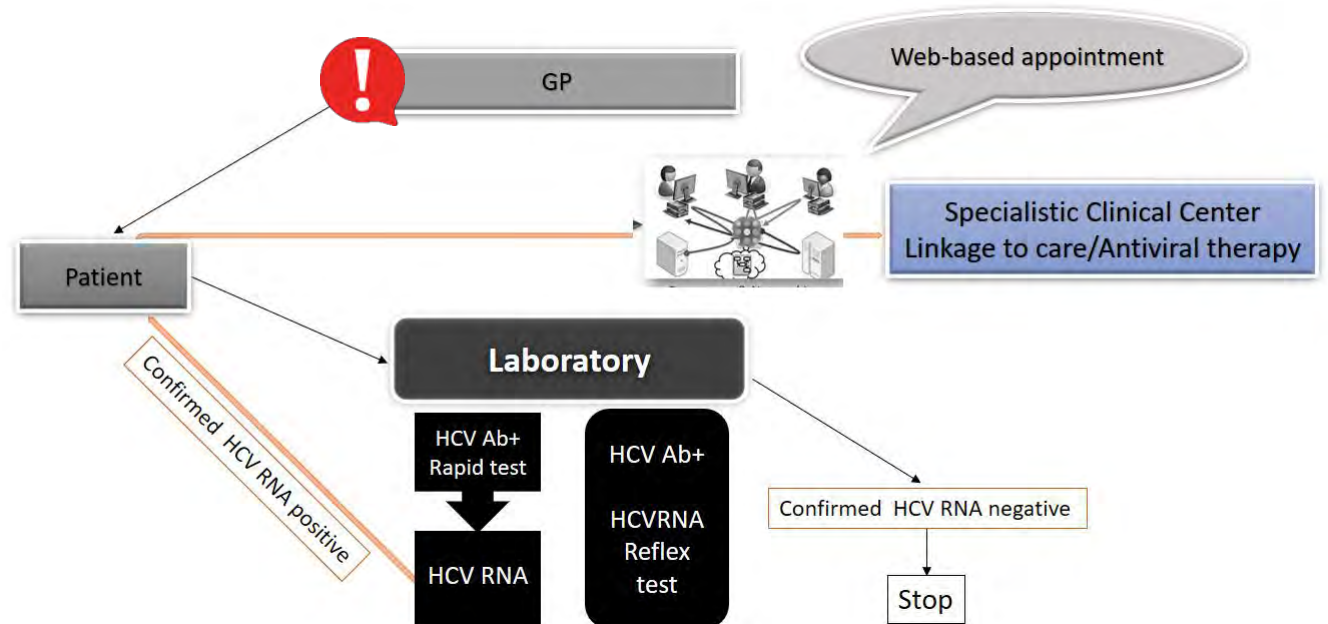 GP
Web-based appointment
Specialistic Clinical Center
Linkage to care/Antiviral therapy
Patient
Laboratory
Confirmed HCV RNA positive
HCV Ab+
Rapid test
HCV RNA
HCV Ab+
HCVRNA
Reflex
test
Confirmed HCV RNA negative
Stop